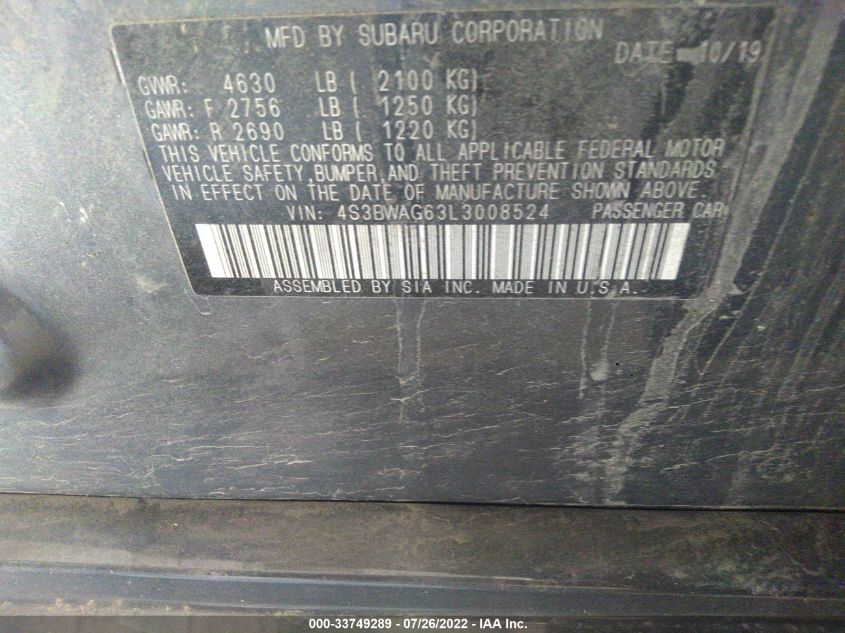 MFD BY SUBARU CORPORATION
DATE 10/19
GVWR: 4630 LB ( 2100 KG)
GAWR: F 2756 LB ( 1250 KG)
GAWR: R 2690 LB ( 1220 KG)
THIS VEHICLE CONFORMS TO ALL APPLICABLE FEDERAL MOTOR
VEHICLE SAFETY, BUMPER, AND THEFT PREVENTION STANDARDS
IN EFFECT ON THE DATE OF MANUFACTURE SHOWN ABOVE.
VIN: 4S3BWAG63L3008524 PASSENGER CAR
ASSEMBLED BY SIA INC. MADE IN U.S.A.
000-33749289 - 07/26/2022 - IAA Inc.